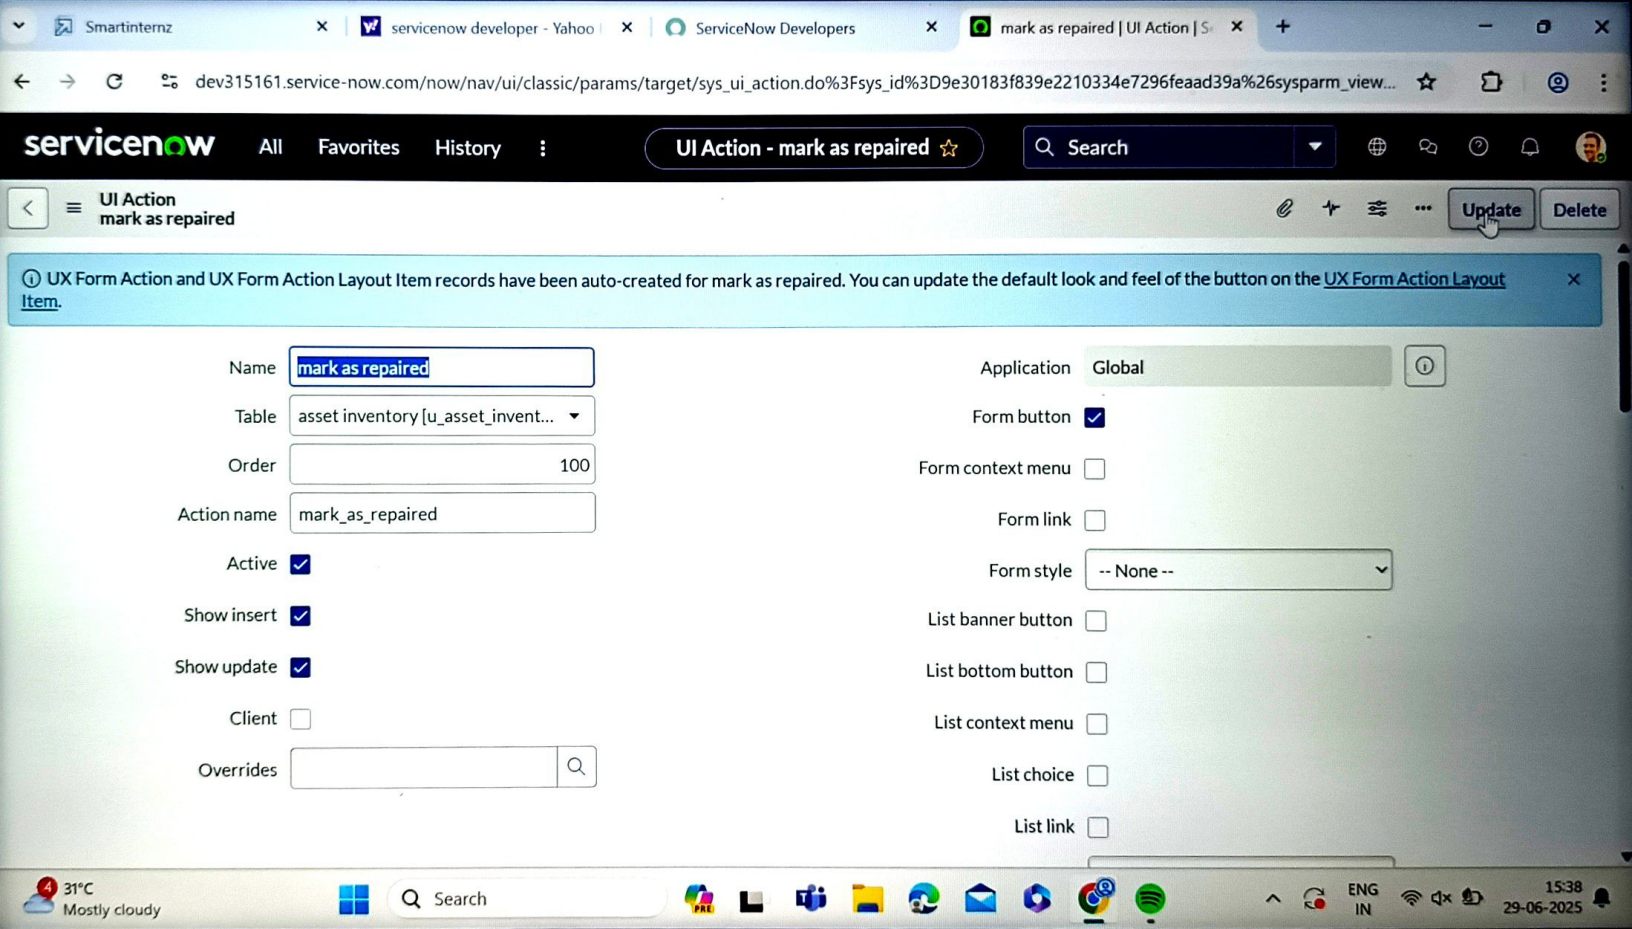 Smartinternz
servicenow developer - Yahoo
ServiceNow Developers
mark as repaired | UI Action | S
dev315161.service-now.com/now/nav/ui/classic/params/target/sys_ui_action.do%3Fsys_id%3D9e30183f839e2210334e7296feaad39a%26sysparm_view...
servicenow
All
Favorites
History
UI Action - mark as repaired
Search
UI Action
mark as repaired
Update
Delete
UX Form Action and UX Form Action Layout Item records have been auto-created for mark as repaired. You can update the default look and feel of the button on the UX Form Action Layout
Item.
Name
mark as repaired
Application
Global
Table
asset inventory [u_asset_invent...
Form button
Order
100
Form context menu
Action name
mark_as_repaired
Form link
Active
Form style
-- None --
Show insert
List banner button
Show update
List bottom button
Client
List context menu
Overrides
List choice
List link
4
31°C
Mostly cloudy
Search
PRE
ENG
IN
15:38
29-06-2025